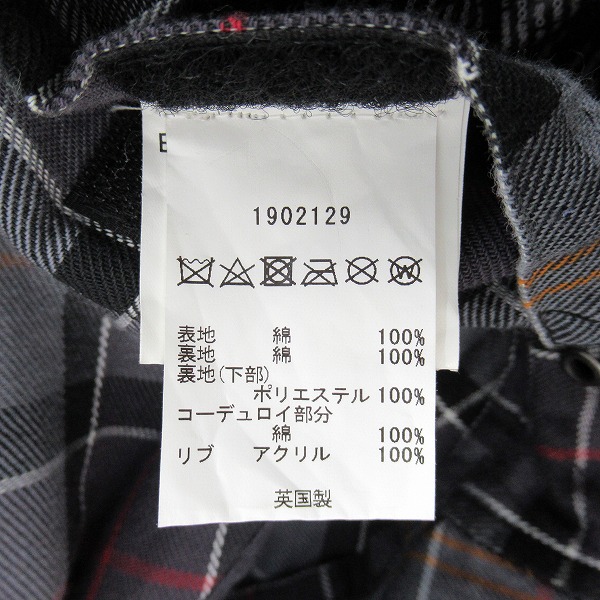 E
1902129
表地 綿 100%
裏地 綿 100%
裏地(下部)
ポリエステル 100%
コーデュロイ部分
綿 100%
リブ アクリル 100%
英国製